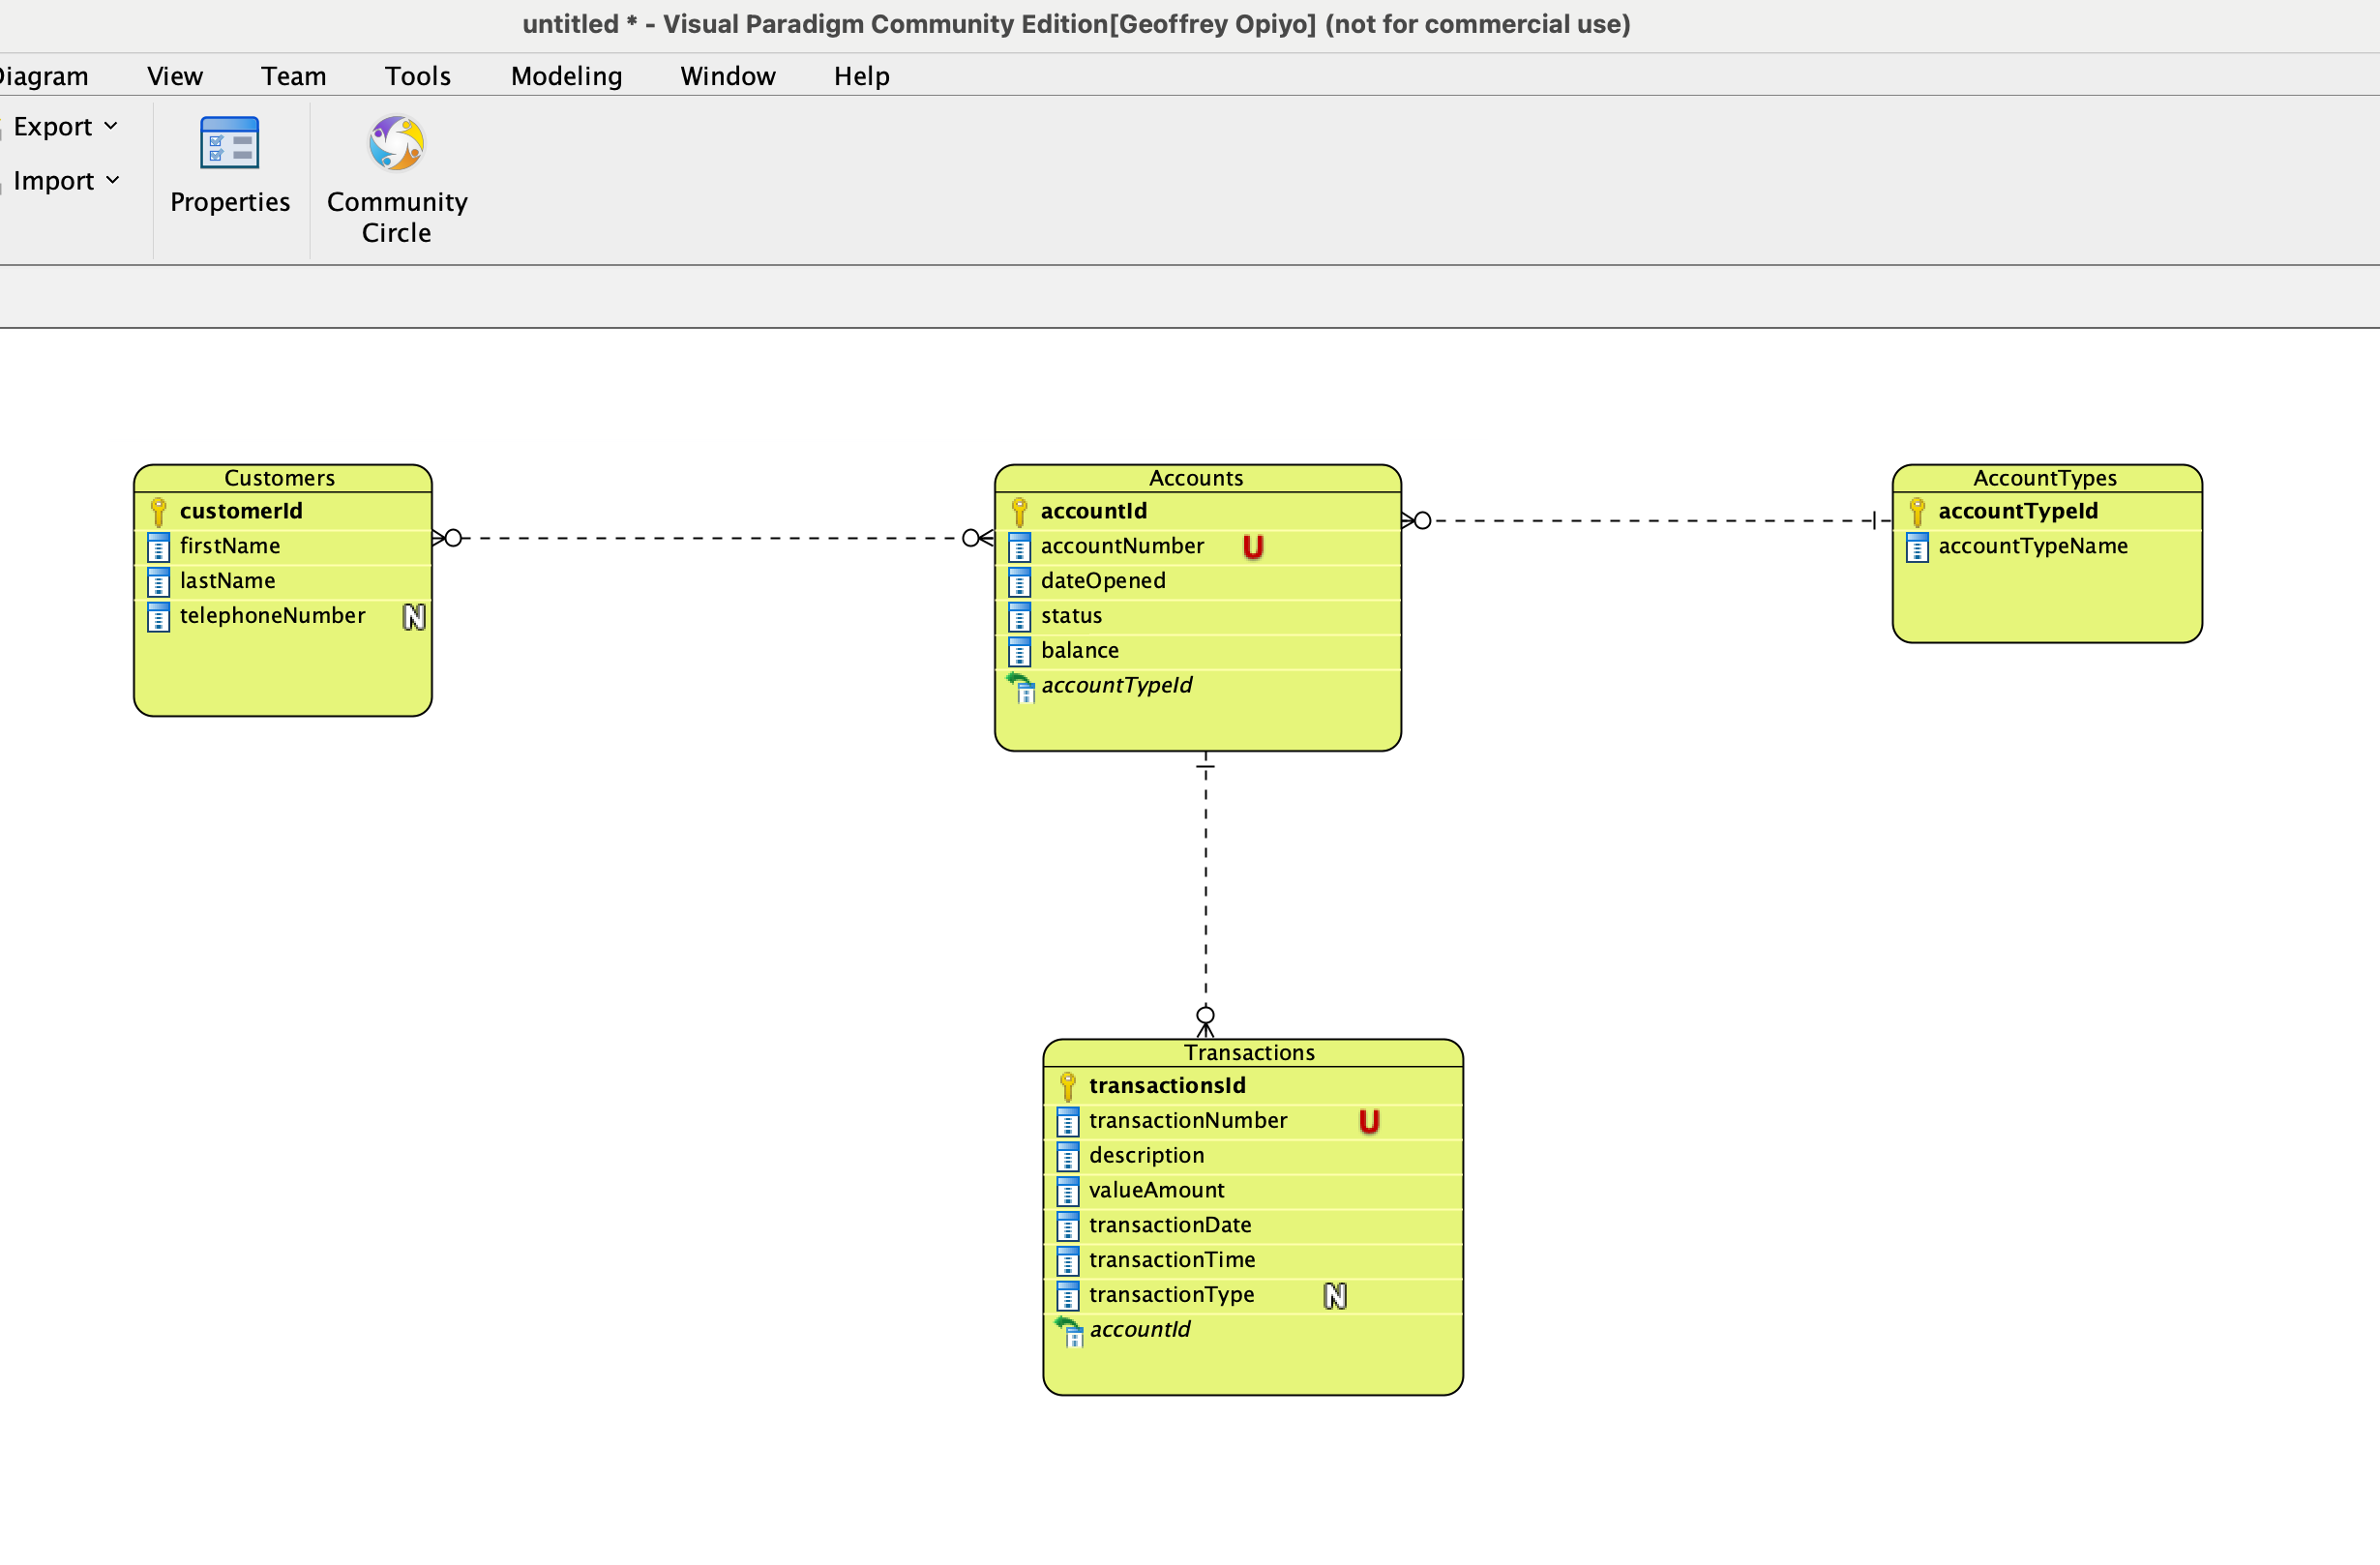 untitled * - Visual Paradigm Community Edition[Geoffrey Opiyo] (not for commercial use)
Diagram View Team Tools Modeling Window Help
Export
Import
Properties
Community
Circle
Customers
customerId
firstName
lastName
telephoneNumber N
Accounts
accountId
accountNumber U
dateOpened
status
balance
accountTypeId
AccountTypes
accountTypeId
accountTypeName
Transactions
transactionsId
transactionNumber U
description
valueAmount
transactionDate
transactionTime
transactionType N
accountId